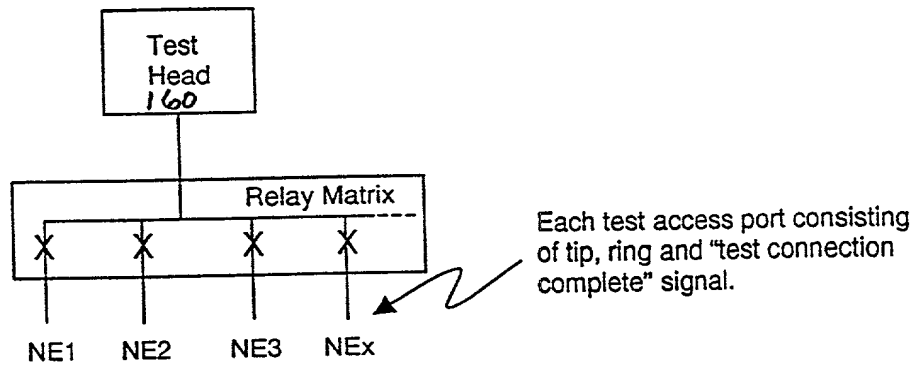 Test
Head
160
Relay Matrix
X X X X
Each test access port consisting
of tip, ring and "test connection
complete" signal.
NE1 NE2 NE3 NEx